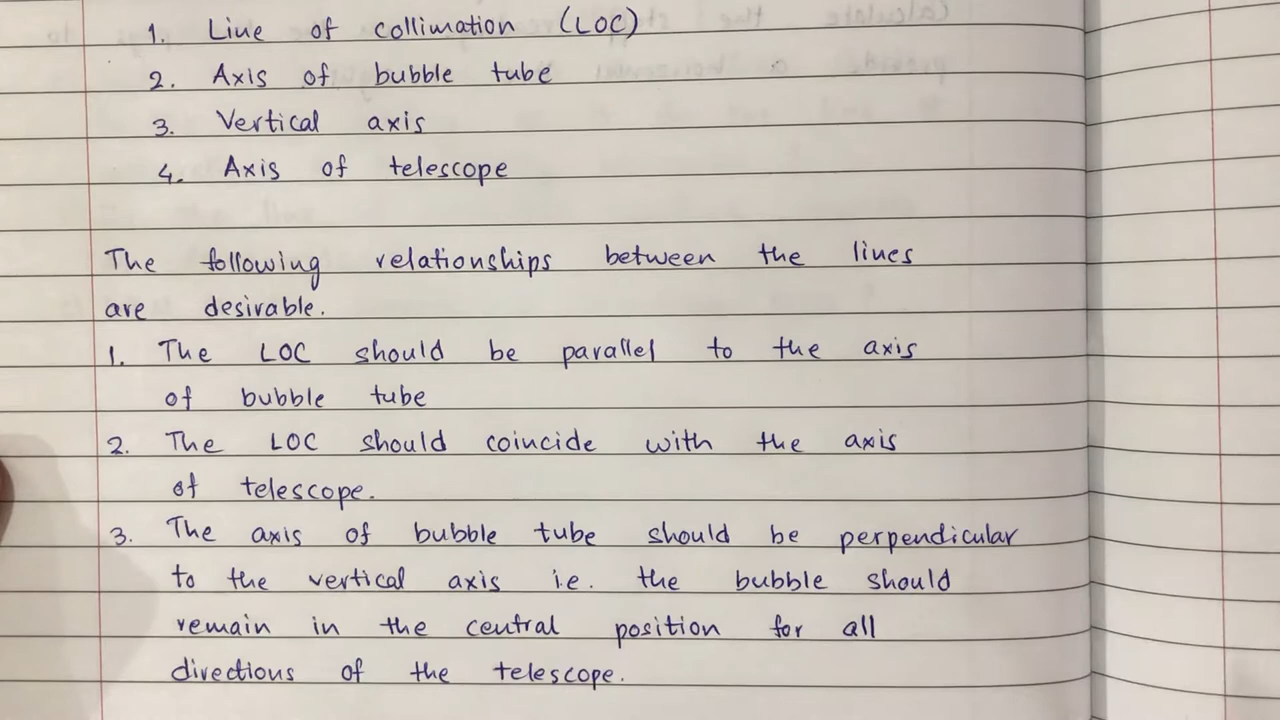 1. Line of collimation (LOC)
2. Axis of bubble tube
3. Vertical axis
4. Axis of telescope
The following relationships between the lines
are desirable.
1. The LOC should be parallel to the axis
of bubble tube
2. The LOC should coincide with the axis
of telescope.
3. The axis of bubble tube should be perpendicular
to the vertical axis i.e. the bubble should
remain in the central position for all
directions of the telescope.